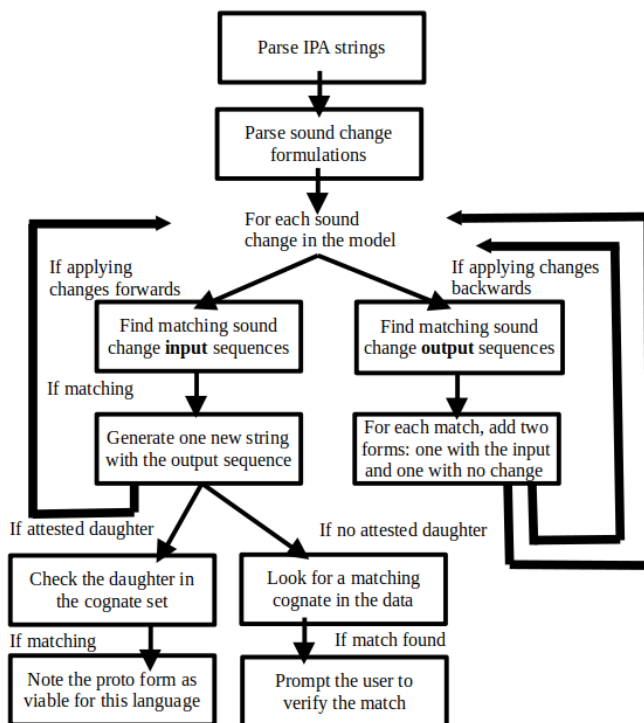 Parse IPA strings
Parse sound change
formulations
For each sound
change in the model
If applying
changes forwards
If applying changes
backwards
Find matching sound
change input sequences
Find matching sound
change output sequences
If matching
Generate one new string
with the output sequence
For each match, add two
forms: one with the input
and one with no change
If attested daughter
If no attested daughter
Check the daughter in
the cognate set
Look for a matching
cognate in the data
If matching
If match found
Note the proto form as
viable for this language
Prompt the user to
verify the match